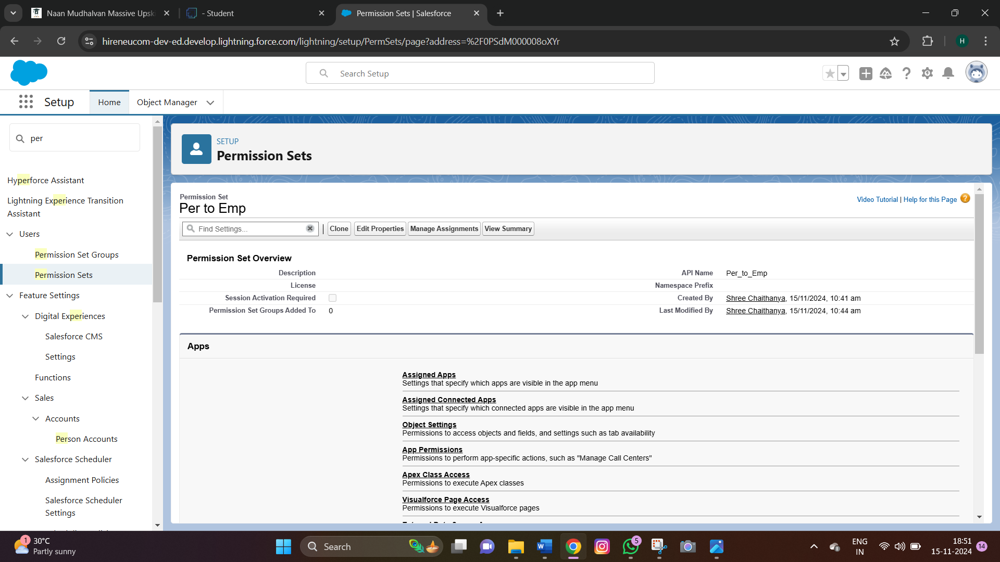 Naan Mudhalvan Massive Upsk
- Student
Permission Sets | Salesforce
hireneucom-dev-ed.develop.lightning.force.com/lightning/setup/PermSets/page?address=%2F0PSdM000008oXYr
H
Search Setup
Setup
Home
Object Manager
per
Hyperforce Assistant
Lightning Experience Transition
Assistant
Users
Permission Set Groups
Permission Sets
Feature Settings
Digital Experiences
Salesforce CMS
Settings
Functions
Sales
Accounts
Person Accounts
Salesforce Scheduler
Assignment Policies
Salesforce Scheduler
Settings
SETUP
Permission Sets
Permission Set
Per to Emp
Video Tutorial | Help for this Page ?
Find Settings...
Clone
Edit Properties
Manage Assignments
View Summary
Permission Set Overview
Description
API Name Per_to_Emp
License
Namespace Prefix
Session Activation Required
Created By Shree Chaithanya, 15/11/2024, 10:41 am
Permission Set Groups Added To 0
Last Modified By Shree Chaithanya, 15/11/2024, 10:44 am
Apps
Assigned Apps
Settings that specify which apps are visible in the app menu
Assigned Connected Apps
Settings that specify which connected apps are visible in the app menu
Object Settings
Permissions to access objects and fields, and settings such as tab availability
App Permissions
Permissions to perform app-specific actions, such as "Manage Call Centers"
Apex Class Access
Permissions to execute Apex classes
Visualforce Page Access
Permissions to execute Visualforce pages
1
30°C
Partly sunny
Search
5
ENG
IN
18:51
15-11-2024
14